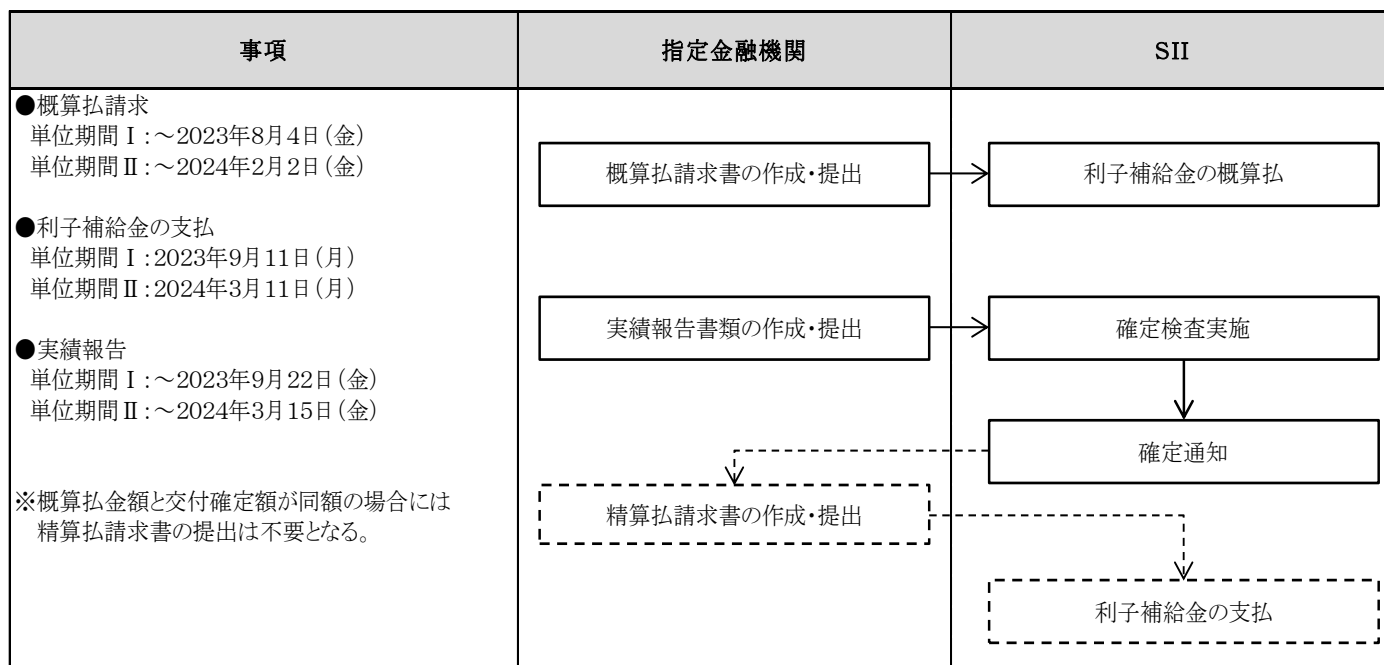 事項
指定金融機関
SII
●概算払請求
単位期間Ⅰ:～2023年8月4日(金)
単位期間Ⅱ:～2024年2月2日(金)
●利子補給金の支払
単位期間Ⅰ:2023年9月11日(月)
単位期間Ⅱ:2024年3月11日(月)
●実績報告
単位期間Ⅰ:～2023年9月22日(金)
単位期間Ⅱ:～2024年3月15日(金)
※概算払金額と交付確定額が同額の場合には
精算払請求書の提出は不要となる。
概算払請求書の作成・提出
利子補給金の概算払
実績報告書類の作成・提出
確定検査実施
確定通知
精算払請求書の作成・提出
利子補給金の支払